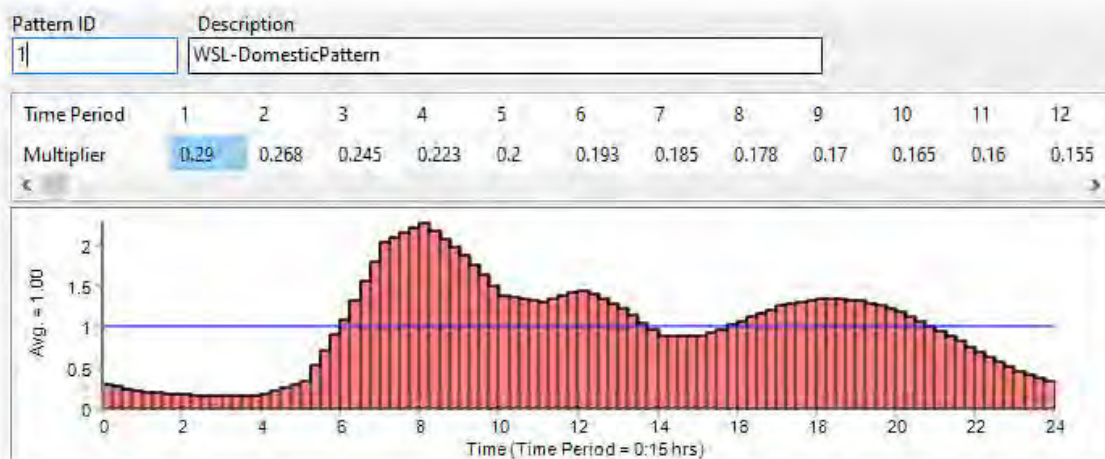 Pattern ID Description
1 WSL-DomesticPattern
Time Period 1 2 3 4 5 6 7 8 9 10 11 12
Multiplier 0.29 0.268 0.245 0.223 0.2 0.193 0.185 0.178 0.17 0.165 0.16 0.155
Avg. = 1.00
2
1.5
1
0.5
0
0 2 4 6 8 10 12 14 16 18 20 22 24
Time (Time Period = 0:15 hrs)